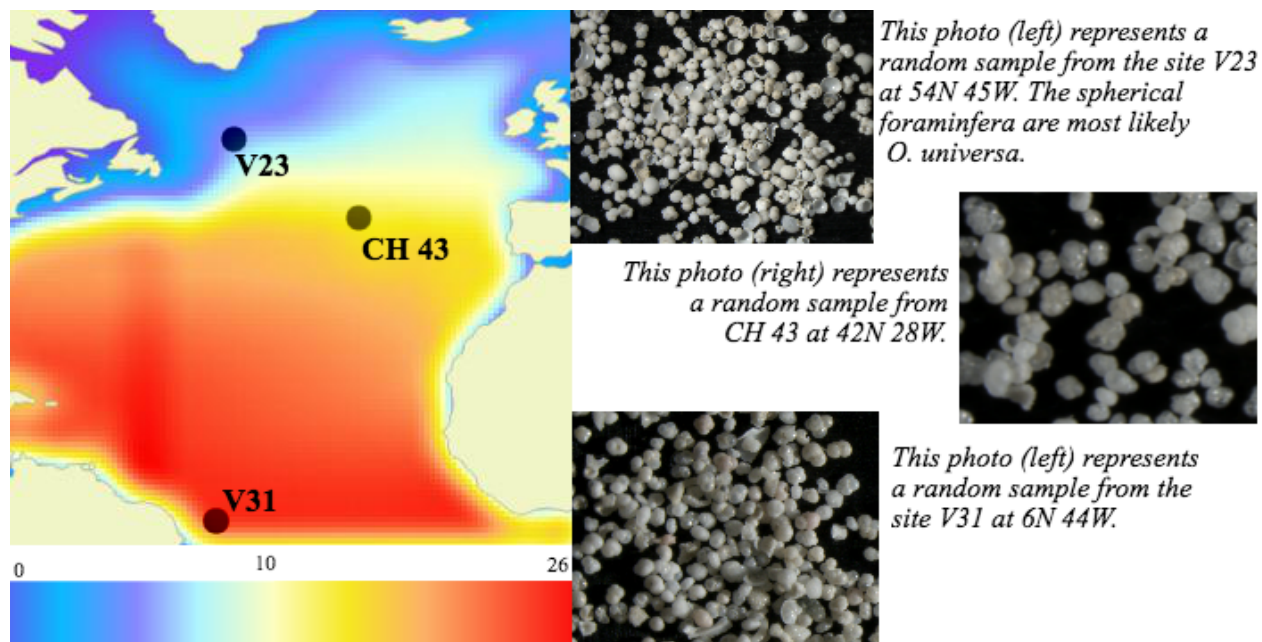 This photo (left) represents a
random sample from the site V23
at 54N 45W. The spherical
foraminfera are most likely
O. universa.
V23
CH 43
This photo (right) represents
a random sample from
CH 43 at 42N 28W.
This photo (left) represents
a random sample from the
site V31 at 6N 44W.
V31
0
10
26